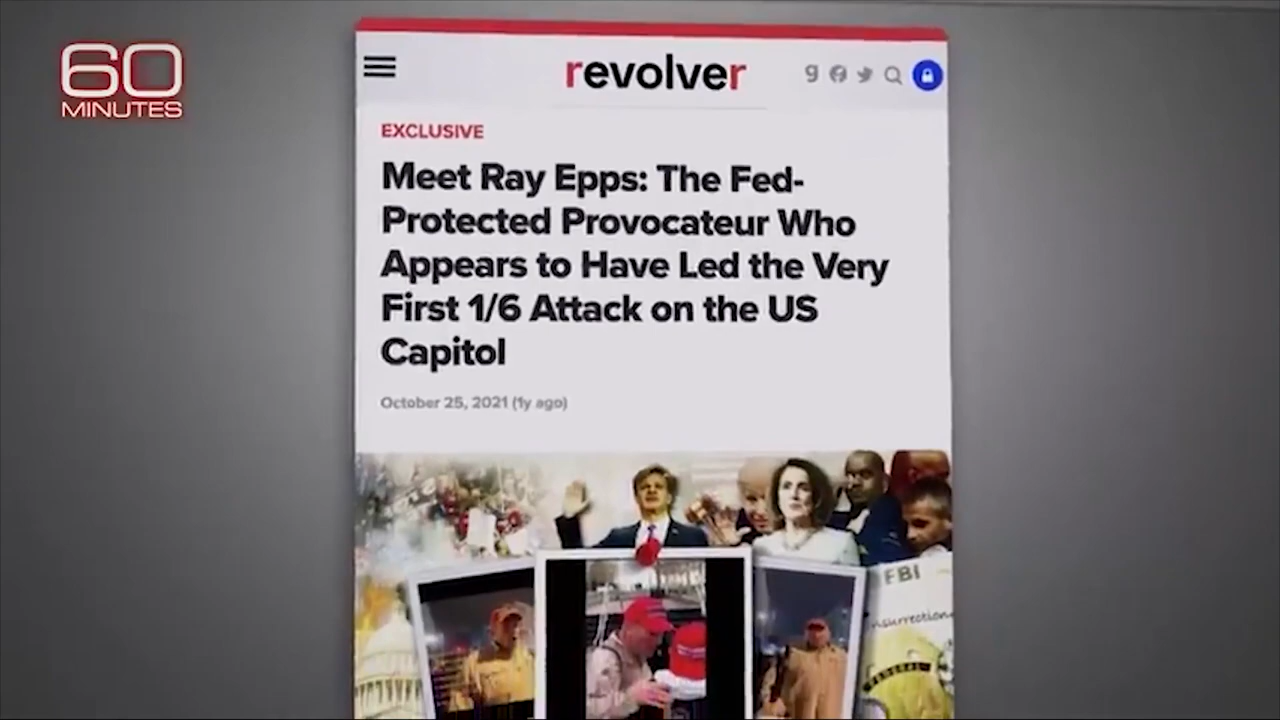 60
MINUTES
revolver
EXCLUSIVE
Meet Ray Epps: The Fed-
Protected Provocateur Who
Appears to Have Led the Very
First 1/6 Attack on the US
Capitol
October 25, 2021 (1y ago)
FBI
FEDERAL